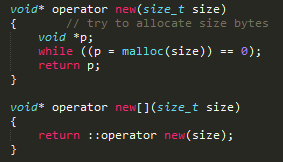 void* operator new(size_t size)
{       // try to allocate size bytes
    void *p;
    while ((p = malloc(size)) == 0);
    return p;
}

void* operator new[](size_t size)
{
    return ::operator new(size);
}